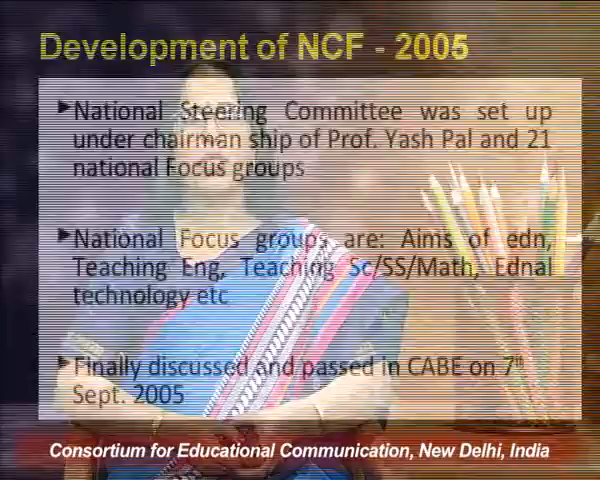 Development of NCF - 2005
►National Steering Committee was set up
under chairman ship of Prof. Yash Pal and 21
national Focus groups
►National Focus groups are: Aims of edn,
Teaching Eng, Teaching Sc/SS/Math, Ednal
technology etc
►Finally discussed and passed in CABE on 7th
Sept. 2005
Consortium for Educational Communication, New Delhi, India